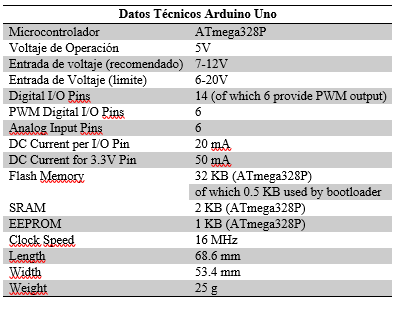 Datos Técnicos Arduino Uno
Microcontrolador ATmega328P
Voltaje de Operación 5V
Entrada de voltaje (recomendado) 7-12V
Entrada de Voltaje (limite) 6-20V
Digital I/O Pins 14 (of which 6 provide PWM output)
PWM Digital I/O Pins 6
Analog Input Pins 6
DC Current per I/O Pin 20 mA
DC Current for 3.3V Pin 50 mA
Flash Memory 32 KB (ATmega328P)
of which 0.5 KB used by bootloader
SRAM 2 KB (ATmega328P)
EEPROM 1 KB (ATmega328P)
Clock Speed 16 MHz
Length 68.6 mm
Width 53.4 mm
Weight 25 g